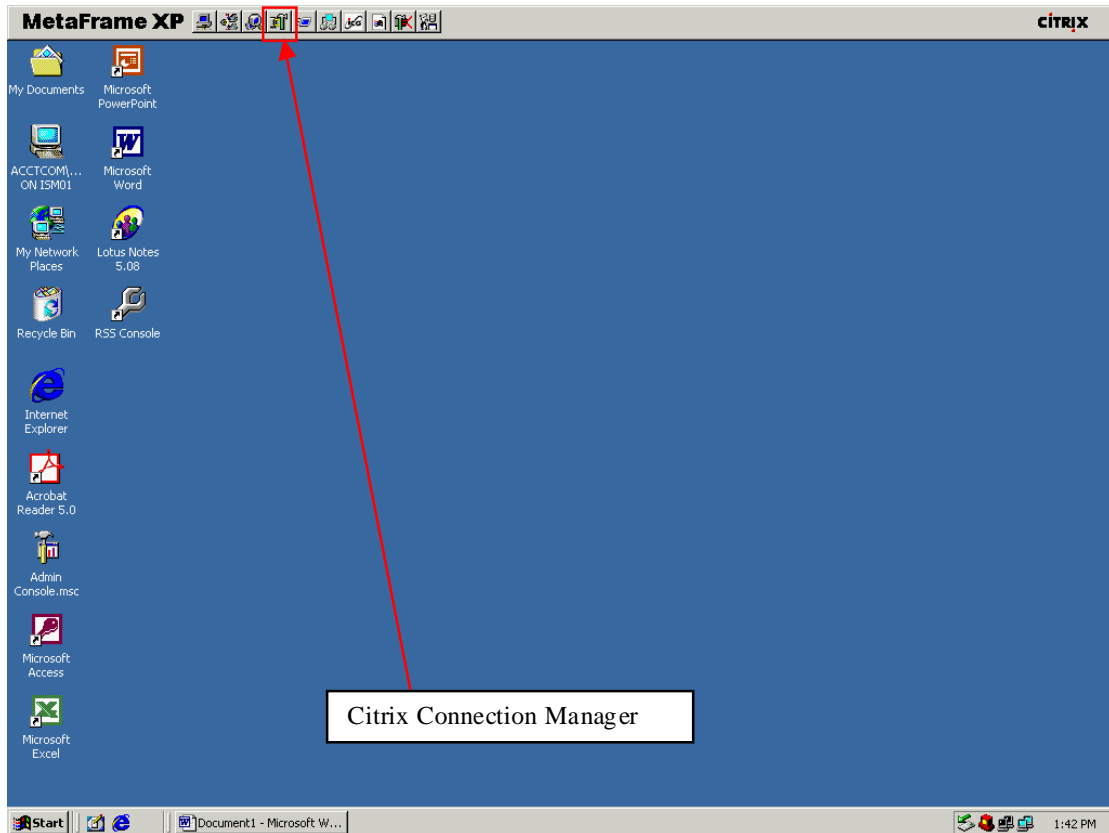 MetaFrame XP
CİTRIX
My Documents
Microsoft
PowerPoint
ACCTCOM\...
ON ISM01
Microsoft
Word
My Network
Places
Lotus Notes
5.08
Recycle Bin
RSS Console
Internet
Explorer
Acrobat
Reader 5.0
Admin
Console.msc
Microsoft
Access
Microsoft
Excel
Citrix Connection Manager
Start
Document1 - Microsoft W...
1:42 PM